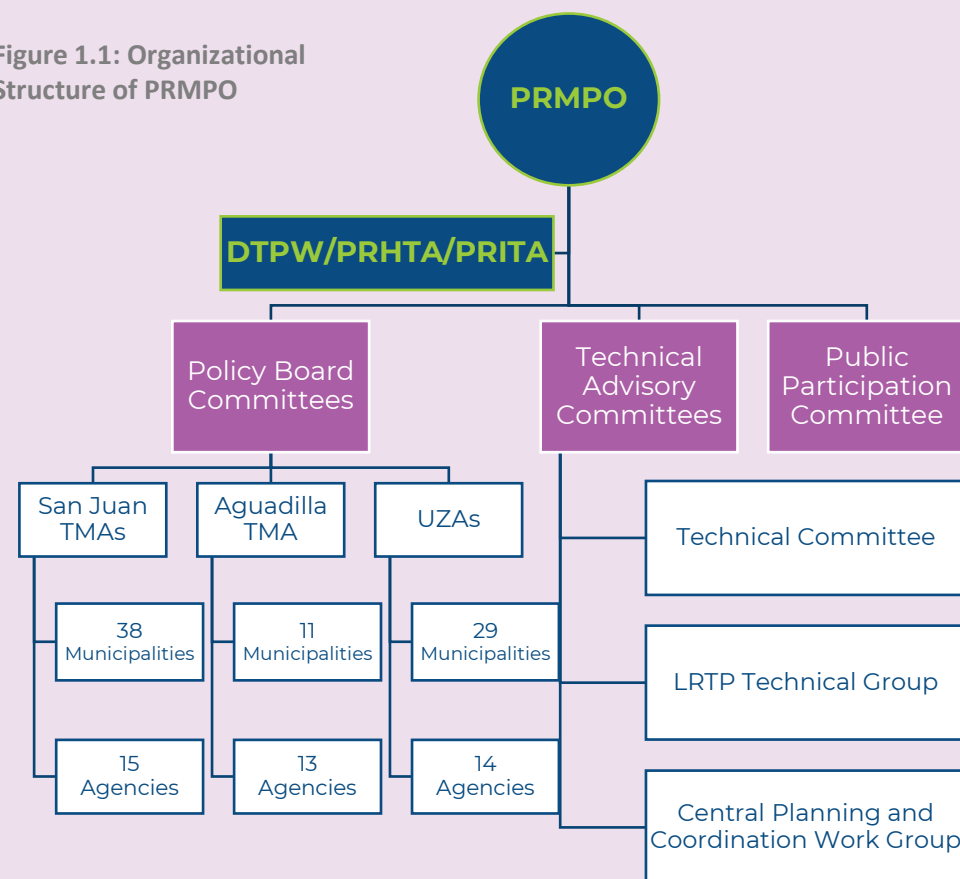 Figure 1.1: Organizational
Structure of PRMPO
PRMPO
DTPW/PRHTA/PRITA
Policy Board
Committees
Technical
Advisory
Committees
Public
Participation
Committee
San Juan
TMAs
Aguadilla
TMA
UZAs
38
Municipalities
11
Municipalities
29
Municipalities
15
Agencies
13
Agencies
14
Agencies
Technical Committee
LRTP Technical Group
Central Planning and
Coordination Work Group